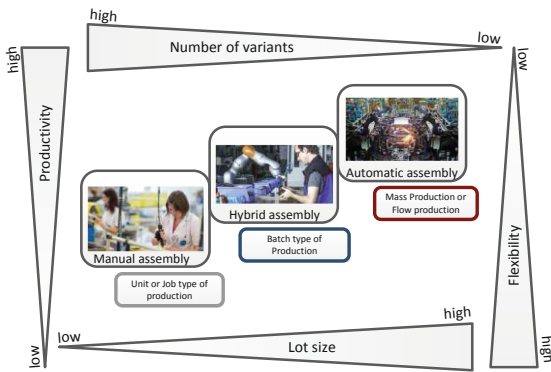 high
Number of variants
low
high
Productivity
low
low
Flexibility
high
Automatic assembly
Mass Production or
Flow production
Hybrid assembly
Batch type of
Production
Manual assembly
Unit or Job type of
production
low
Lot size
high